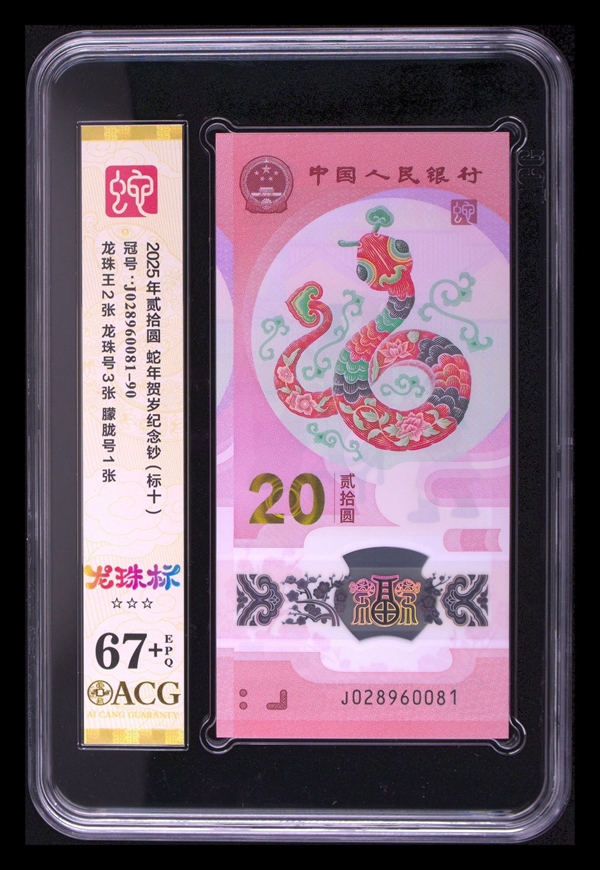 蛇
2025年贰拾圆 蛇年贺岁纪念钞(标十)
冠号:J028960081-90
龙珠王2张 龙珠号3张 朦胧号1张
龙珠标
☆☆☆
67+EPQ
ACG
AI CANG GUARANTY
中国人民银行
蛇
20
贰拾圆
福
J028960081